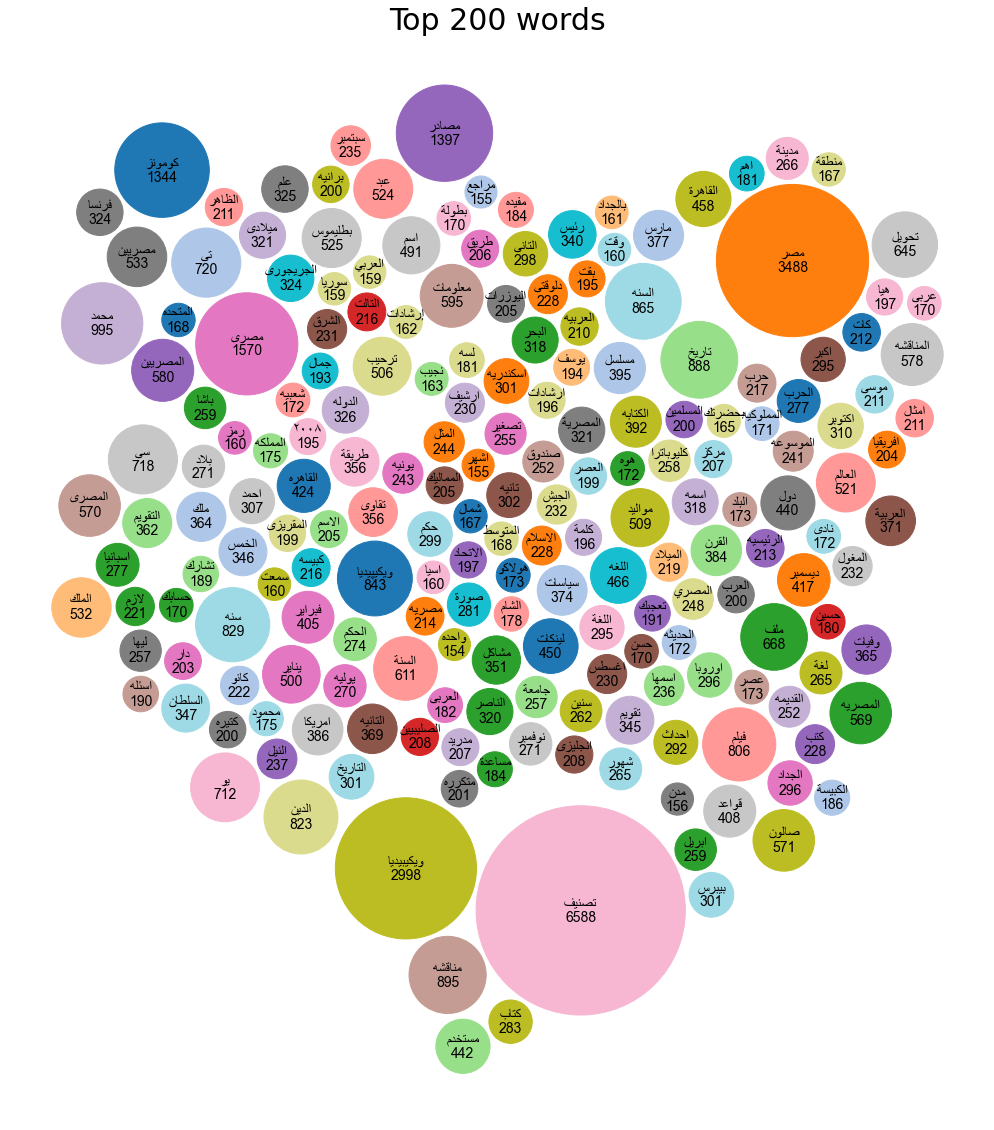 Top 200 words
مصادر
1397
كومونز
1344
سبتمبر
235
مدينة
266
منطقة
167
اهم
181
علم
325
برانيه
200
عبد
524
مراجع
155
القاهرة
458
فرنسا
324
الظاهر
211
بطولة
170
مفيده
184
بالجداد
161
ميلادى
321
بطليموس
525
اسم
491
رئيس
340
مارس
377
تحويل
645
مصريين
533
تى
720
طريق
206
التانى
298
وقت
160
مصر
3488
الجريجورى
324
العربي
159
سوريا
159
معلومات
595
بقت
195
دلوقتى
228
اليوزرات
205
السنه
865
هيا
197
عربى
170
محمد
995
المتحده
168
مصرى
1570
التالت
216
الشرق
231
ارشادات
162
البحر
318
العربيه
210
كات
212
المناقشه
578
المصريين
580
جمال
193
ترحيب
506
لسه
181
نجيب
163
اسكندريه
301
يوسف
194
مسلسل
395
تاريخ
888
اكبر
295
حرب
217
باشا
259
شعبيه
172
الدوله
326
ارشيف
230
ارشادات
196
الحرب
277
موسى
211
رمز
160
٢٠٠٨
195
المثل
244
تصغير
255
المصرية
321
الكتابه
392
المسلمين
200
بحضرتك
165
المملوكيه
171
اكتوبر
310
امثال
211
سى
718
بلاد
271
المملكه
175
طريقة
356
يونيه
243
اشهر
155
صندوق
252
العصر
199
هوه
172
كليوباترا
258
مركز
207
الموسوعه
241
افريقيا
204
المصرى
570
ملك
364
احمد
307
القاهره
424
المماليك
205
تانيه
302
العالم
521
التقويم
362
المقريزى
199
الاسم
205
تقاوى
356
شمال
167
الجيش
232
مواليد
509
اسمه
318
البلد
173
دول
440
العربية
371
الخمس
346
حكم
299
المتوسط
168
الاسلام
228
كلمة
196
القرن
384
الرئيسيه
213
نادى
172
المغول
232
اسبانيا
277
تشارك
189
كبيسه
216
سمعت
160
ويكيبيديا
843
الاتحاد
197
اسيا
160
هولاكو
173
سياسات
374
اللغه
466
الميلاد
219
ديسمبر
417
الملك
532
لازم
221
حسابك
170
سنه
829
فبراير
405
مصريه
214
صورة
281
الشام
178
تعجبك
191
المصري
248
العرب
200
حسين
180
ليها
257
الحكم
274
واحده
154
لينكات
450
اللغة
295
حسن
170
الحديثه
172
ملف
668
وفيات
365
دار
203
يناير
500
السنة
611
مشاكل
351
اغسطس
230
اسمها
236
اوروبا
296
عصر
173
لغة
265
اسئله
190
السلطان
347
كانو
222
يوليه
270
العربى
182
الناصر
320
جامعة
257
سنين
262
تقويم
345
القديمه
252
المصريه
569
كتيره
200
محمود
175
امريكا
386
التانيه
369
الصليبيين
208
مدريد
207
نوفمبر
271
انجليزى
208
احداث
292
فيلم
806
كتب
228
النيل
237
التاريخ
301
مساعدة
184
شهور
265
بو
712
متكرره
201
مدن
156
الجداد
296
الكبيسة
186
الدين
823
قواعد
408
صالون
571
ويكيبيديا
2998
تصنيف
6588
ابريل
259
بيبرس
301
مناقشه
895
كتاب
283
مستخدم
442